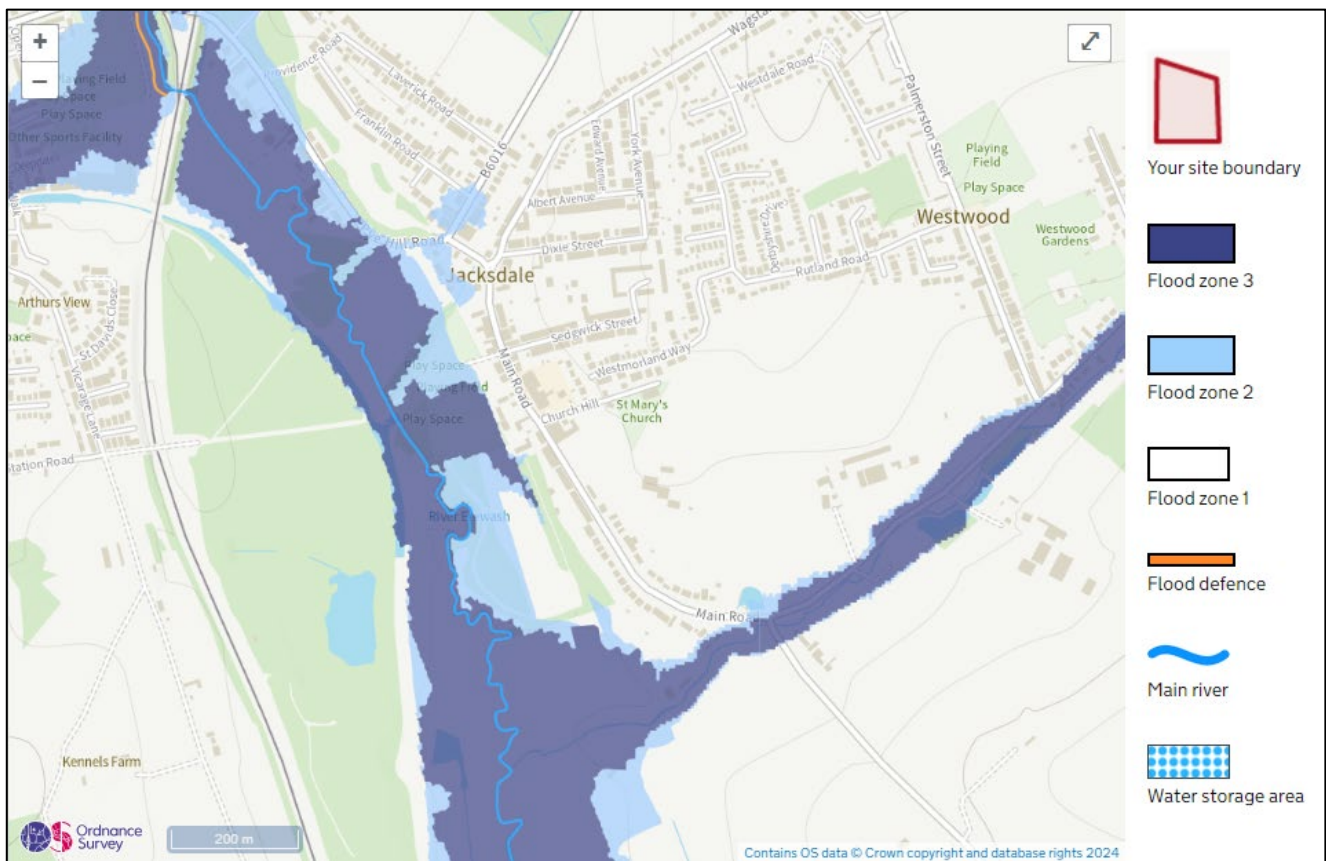 +
−
Playing Field
Play Space
Play Space
Other Sports Facility
Providence Road
Laverick Road
Franklin Road
B6016
Edward Avenue
York Avenue
Albert Avenue
Dixie Street
Westdale Road
Palmerston Street
Playing
Field
Play Space
Westwood
Westwood
Gardens
Rutland Road
Jacksdale
Arthurs View
St Davids Close
Vicarage Lane
Station Road
Sedgwick Street
Westmorland Way
Main Road
Church Hill
St Mary's
Church
Play Space
Playing Field
Play Space
River Erewash
Main Road
Kennels Farm
Ordnance
Survey
200 m
Contains OS data © Crown copyright and database rights 2024
Your site boundary
Flood zone 3
Flood zone 2
Flood zone 1
Flood defence
Main river
Water storage area